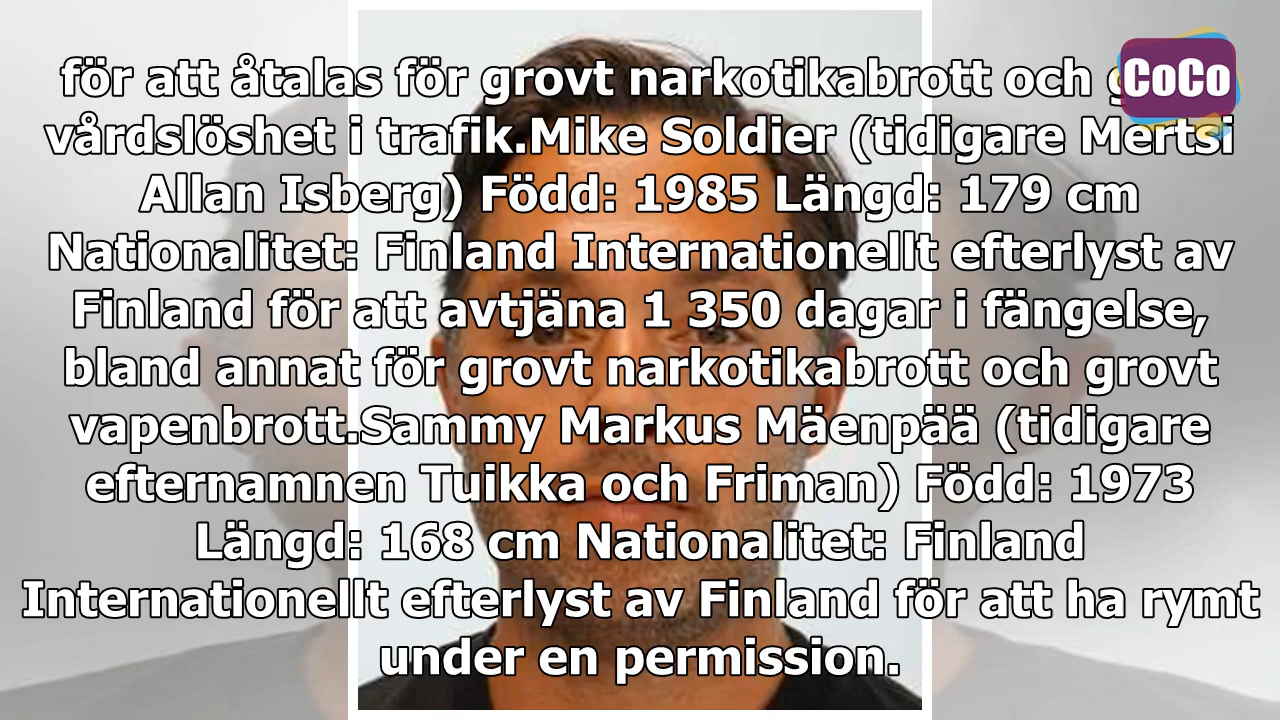 för att åtalas för grovt narkotikabrott och
vårdslöshet i trafik.Mike Soldier (tidigare Mertsi
Allan Isberg) Född: 1985 Längd: 179 cm
Nationalitet: Finland Internationellt efterlyst av
Finland för att avtjäna 1 350 dagar i fängelse,
bland annat för grovt narkotikabrott och grovt
vapenbrott.Sammy Markus Mäenpää (tidigare
efternamnen Tuikka och Friman) Född: 1973
Längd: 168 cm Nationalitet: Finland
Internationellt efterlyst av Finland för att ha rymt
under en permission.
CoCo